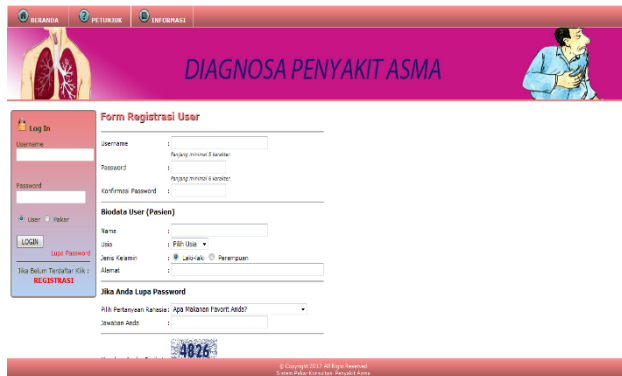 BERANDA PETUNJUK INFORMASI
DIAGNOSA PENYAKIT ASMA
Log In
Username
Password
User Pakar
LOGIN
Lupa Password
Jika Belum Terdaftar Klik :
REGISTRASI
Form Registrasi User
Username :
Panjang minimal 5 karakter.
Password :
Panjang minimal 6 karakter.
Konfirmasi Password :
Biodata User (Pasien)
Nama :
Usia : Pilih Usia
Jenis Kelamin : Laki-laki Perempuan
Alamat :
Jika Anda Lupa Password
Pilih Pertanyaan Rahasia : Apa Makanan Favorit Anda?
Jawaban Anda :
4826
© Copyright 2017 All Right Reserved
Sistem Pakar Konsultasi Penyakit Asma